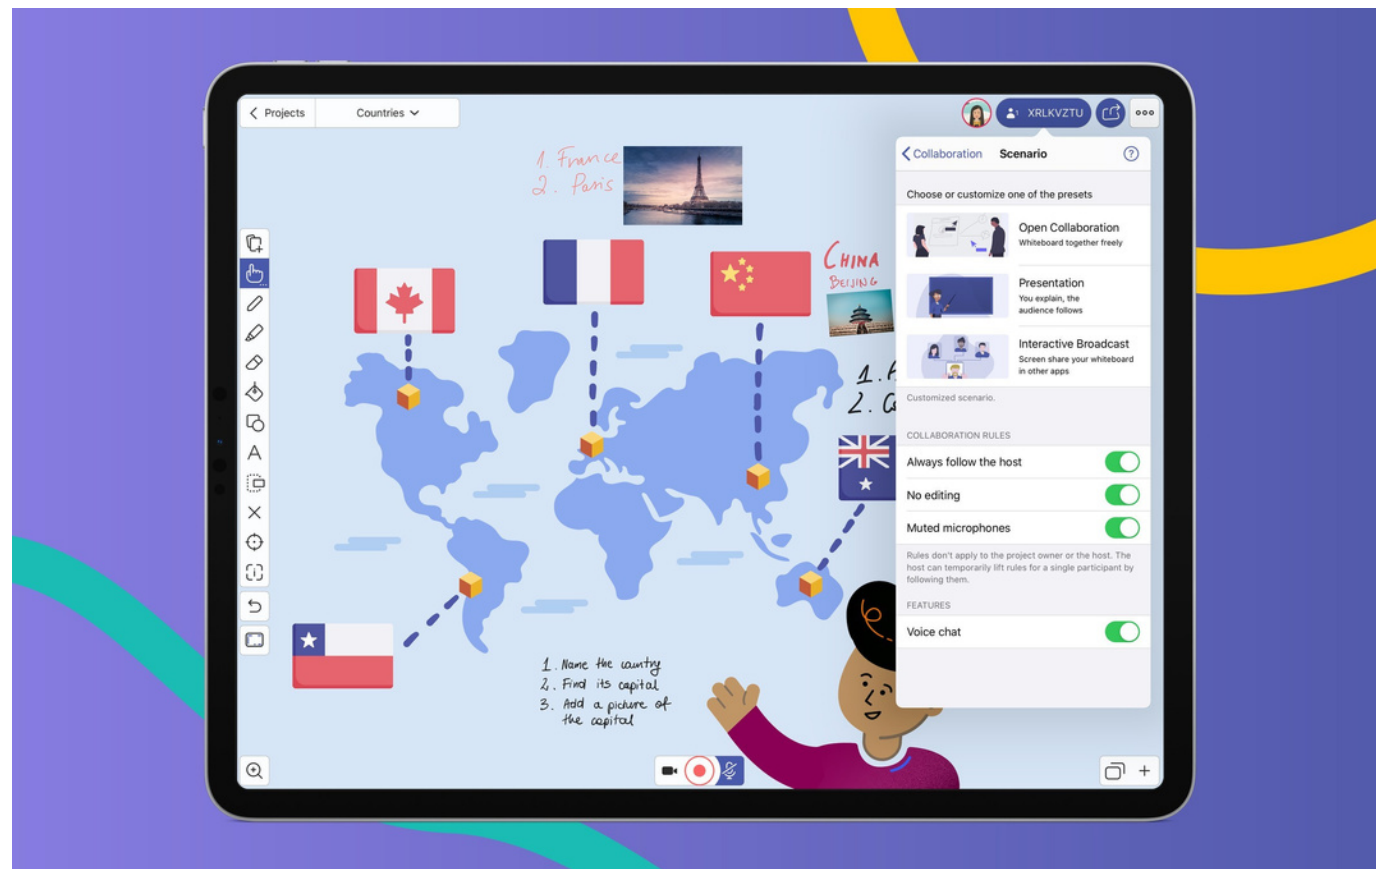 Projects
Countries
1
XRLKVZTU
1. France
2. Paris
CHINA
BEIJING
1.
2.
Collaboration
Scenario
?
Choose or customize one of the presets
Open Collaboration
Whiteboard together freely
Presentation
You explain, the
audience follows
Interactive Broadcast
Screen share your whiteboard
in other apps
Customized scenario.
COLLABORATION RULES
Always follow the host
No editing
Muted microphones
Rules don't apply to the project owner or the host. The
host can temporarily lift rules for a single participant by
following them.
FEATURES
Voice chat
A
1. Name the country
2. Find its capital
3. Add a picture of
the capital